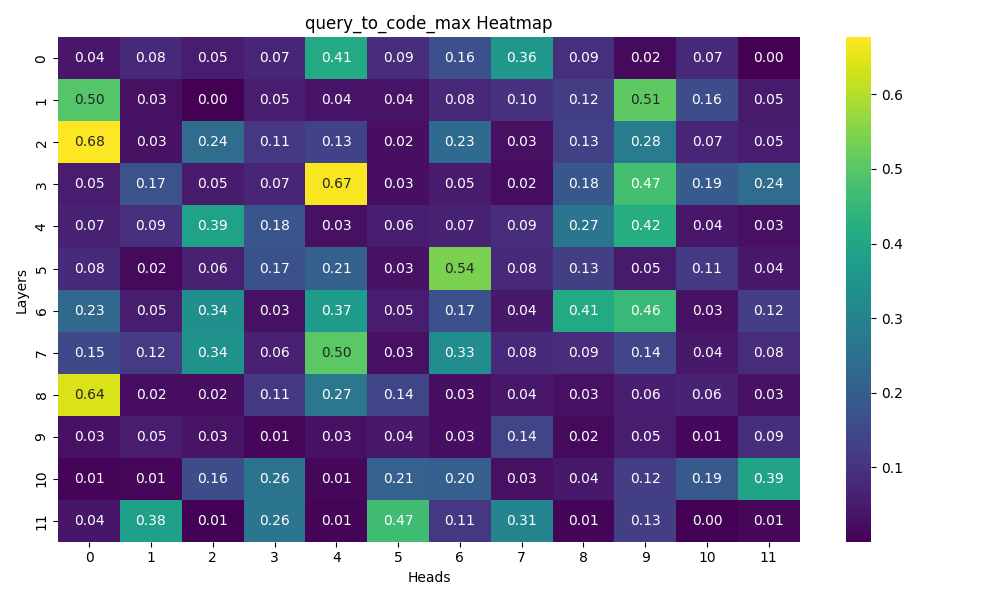 query_to_code_max Heatmap
0 0.04 0.08 0.05 0.07 0.41 0.09 0.16 0.36 0.09 0.02 0.07 0.00
1 0.50 0.03 0.00 0.05 0.04 0.04 0.08 0.10 0.12 0.51 0.16 0.05
2 0.68 0.03 0.24 0.11 0.13 0.02 0.23 0.03 0.13 0.28 0.07 0.05
3 0.05 0.17 0.05 0.07 0.67 0.03 0.05 0.02 0.18 0.47 0.19 0.24
4 0.07 0.09 0.39 0.18 0.03 0.06 0.07 0.09 0.27 0.42 0.04 0.03
5 0.08 0.02 0.06 0.17 0.21 0.03 0.54 0.08 0.13 0.05 0.11 0.04
6 0.23 0.05 0.34 0.03 0.37 0.05 0.17 0.04 0.41 0.46 0.03 0.12
7 0.15 0.12 0.34 0.06 0.50 0.03 0.33 0.08 0.09 0.14 0.04 0.08
8 0.64 0.02 0.02 0.11 0.27 0.14 0.03 0.04 0.03 0.06 0.06 0.03
9 0.03 0.05 0.03 0.01 0.03 0.04 0.03 0.14 0.02 0.05 0.01 0.09
10 0.01 0.01 0.16 0.26 0.01 0.21 0.20 0.03 0.04 0.12 0.19 0.39
11 0.04 0.38 0.01 0.26 0.01 0.47 0.11 0.31 0.01 0.13 0.00 0.01
0 1 2 3 4 5 6 7 8 9 10 11
Heads
Layers
0.6
0.5
0.4
0.3
0.2
0.1